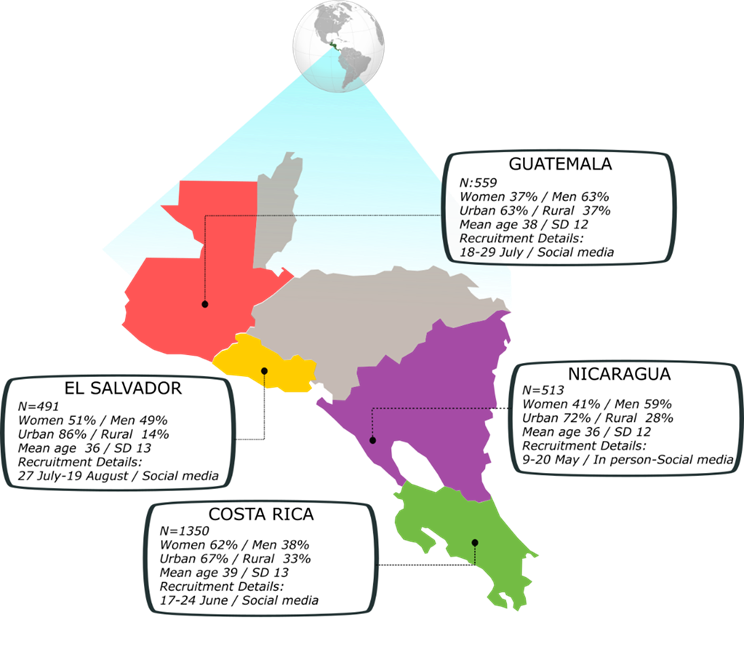 GUATEMALA
N:559
Women 37% / Men 63%
Urban 63% / Rural 37%
Mean age 38 / SD 12
Recruitment Details:
18-29 July / Social media
NICARAGUA
N=513
Women 41% / Men 59%
Urban 72% / Rural 28%
Mean age 36 / SD 12
Recruitment Details:
9-20 May / In person-Social media
EL SALVADOR
N=491
Women 51% / Men 49%
Urban 86% / Rural 14%
Mean age 36 / SD 13
Recruitment Details:
27 July-19 August / Social media
COSTA RICA
N=1350
Women 62% / Men 38%
Urban 67% / Rural 33%
Mean age 39 / SD 13
Recruitment Details:
17-24 June / Social media